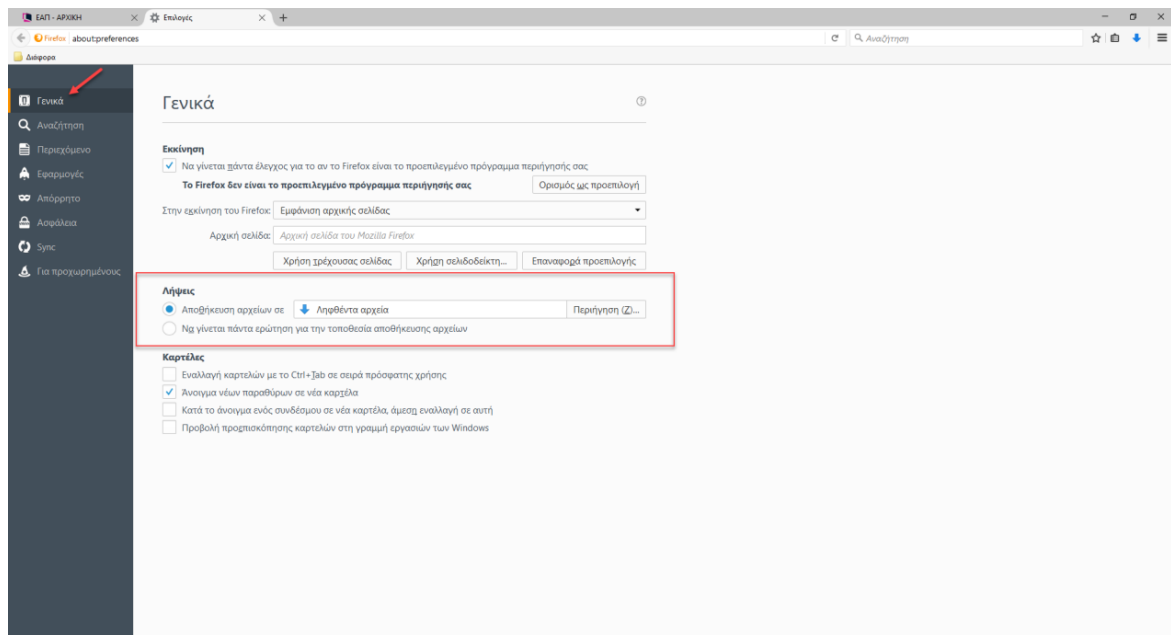 ΕΑΠ - ΑΡΧΙΚΗ
Επιλογές
Firefox about:preferences
Αναζήτηση
Διάφορα
Γενικά
Αναζήτηση
Περιεχόμενο
Εφαρμογές
Απόρρητο
Ασφάλεια
Sync
Για προχωρημένους
Γενικά
Εκκίνηση
Να γίνεται πάντα έλεγχος για το αν το Firefox είναι το προεπιλεγμένο πρόγραμμα περιήγησης σας
Το Firefox δεν είναι το προεπιλεγμένο πρόγραμμα περιήγησής σας Ορισμός ως προεπιλογή
Στην εκκίνηση του Firefox: Εμφάνιση αρχικής σελίδας
Αρχική σελίδα: Αρχική σελίδα του Mozilla Firefox
Χρήση τρέχουσας σελίδας Χρήση σελιδοδείκτη... Επαναφορά προεπιλογής
Λήψεις
Αποθήκευση αρχείων σε Ληφθέντα αρχεία Περιήγηση (Z)...
Να γίνεται πάντα ερώτηση για την τοποθεσία αποθήκευσης αρχείων
Καρτέλες
Εναλλαγή καρτελών με το Ctrl+Tab σε σειρά πρόσφατης χρήσης
Άνοιγμα νέων παραθύρων σε νέα καρτέλα
Κατά το άνοιγμα ενός συνδέσμου σε νέα καρτέλα, άμεση εναλλαγή σε αυτή
Προβολή προεπισκόπησης καρτελών στη γραμμή εργασιών των Windows